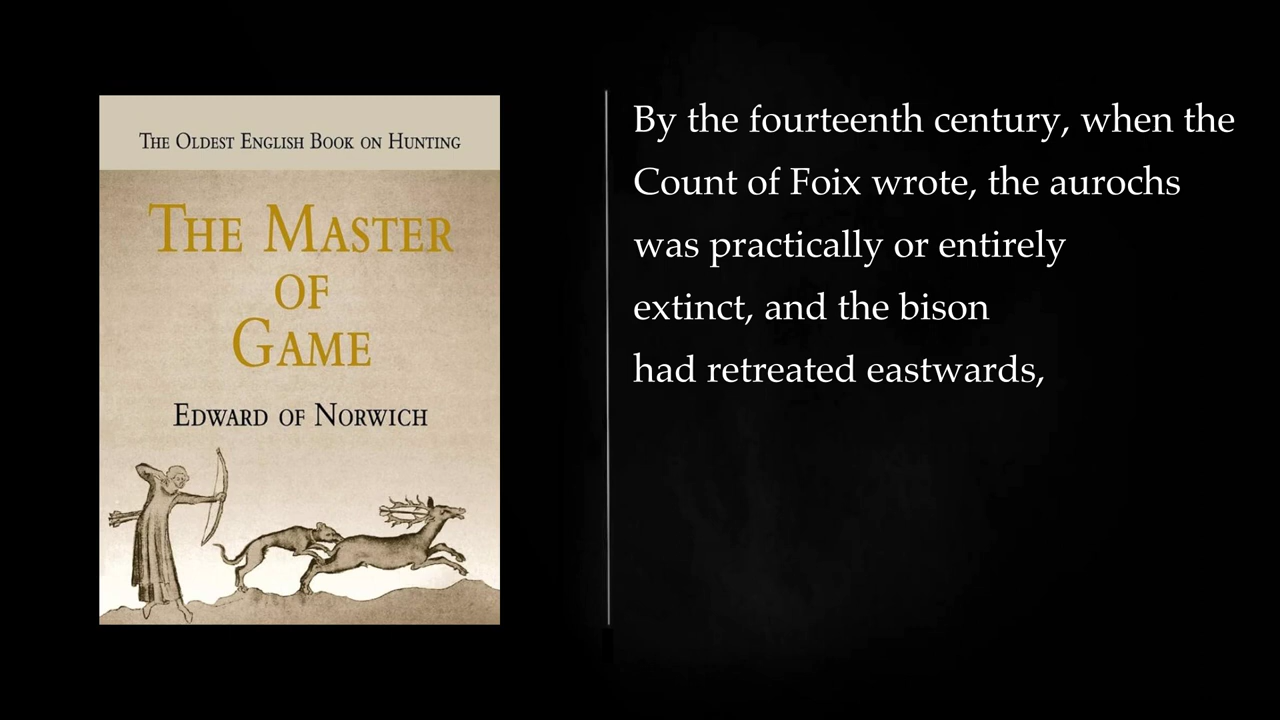 The Oldest English Book on Hunting
The Master
of
Game
Edward of Norwich
By the fourteenth century, when the
Count of Foix wrote, the aurochs
was practically or entirely
extinct, and the bison
had retreated eastwards,